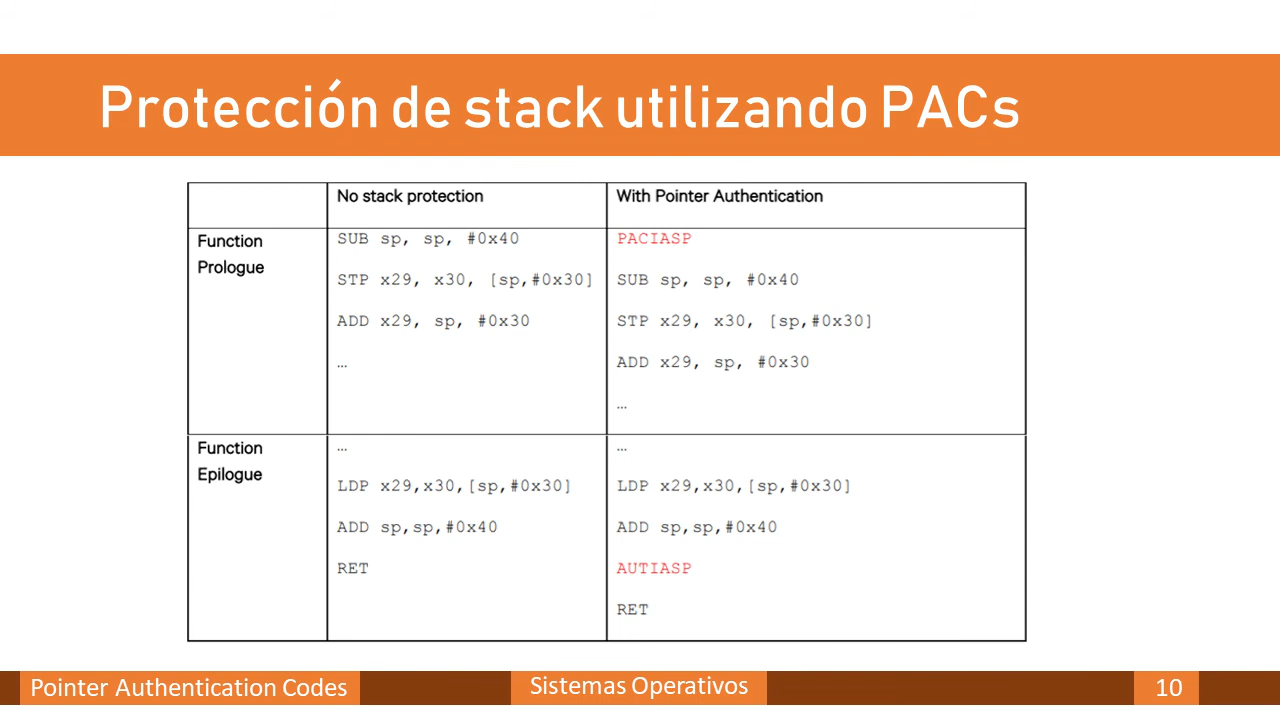 Protección de stack utilizando PACs
No stack protection
With Pointer Authentication
Function
Prologue
SUB sp, sp, #0x40
STP x29, x30, [sp,#0x30]
ADD x29, sp, #0x30
…
PACIASP
SUB sp, sp, #0x40
STP x29, x30, [sp,#0x30]
ADD x29, sp, #0x30
…
Function
Epilogue
…
LDP x29,x30,[sp,#0x30]
ADD sp,sp,#0x40
RET
…
LDP x29,x30,[sp,#0x30]
ADD sp,sp,#0x40
AUTIASP
RET
Pointer Authentication Codes
Sistemas Operativos
10